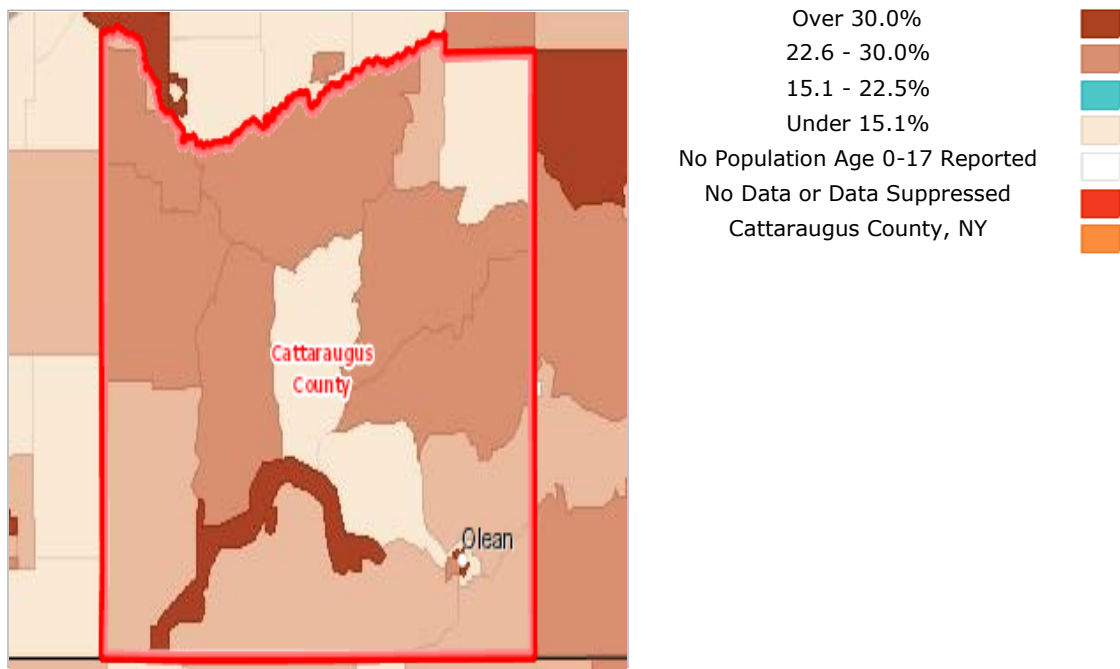 Cattaraugus
County
Olean
Over 30.0%
22.6 - 30.0%
15.1 - 22.5%
Under 15.1%
No Population Age 0-17 Reported
No Data or Data Suppressed
Cattaraugus County, NY